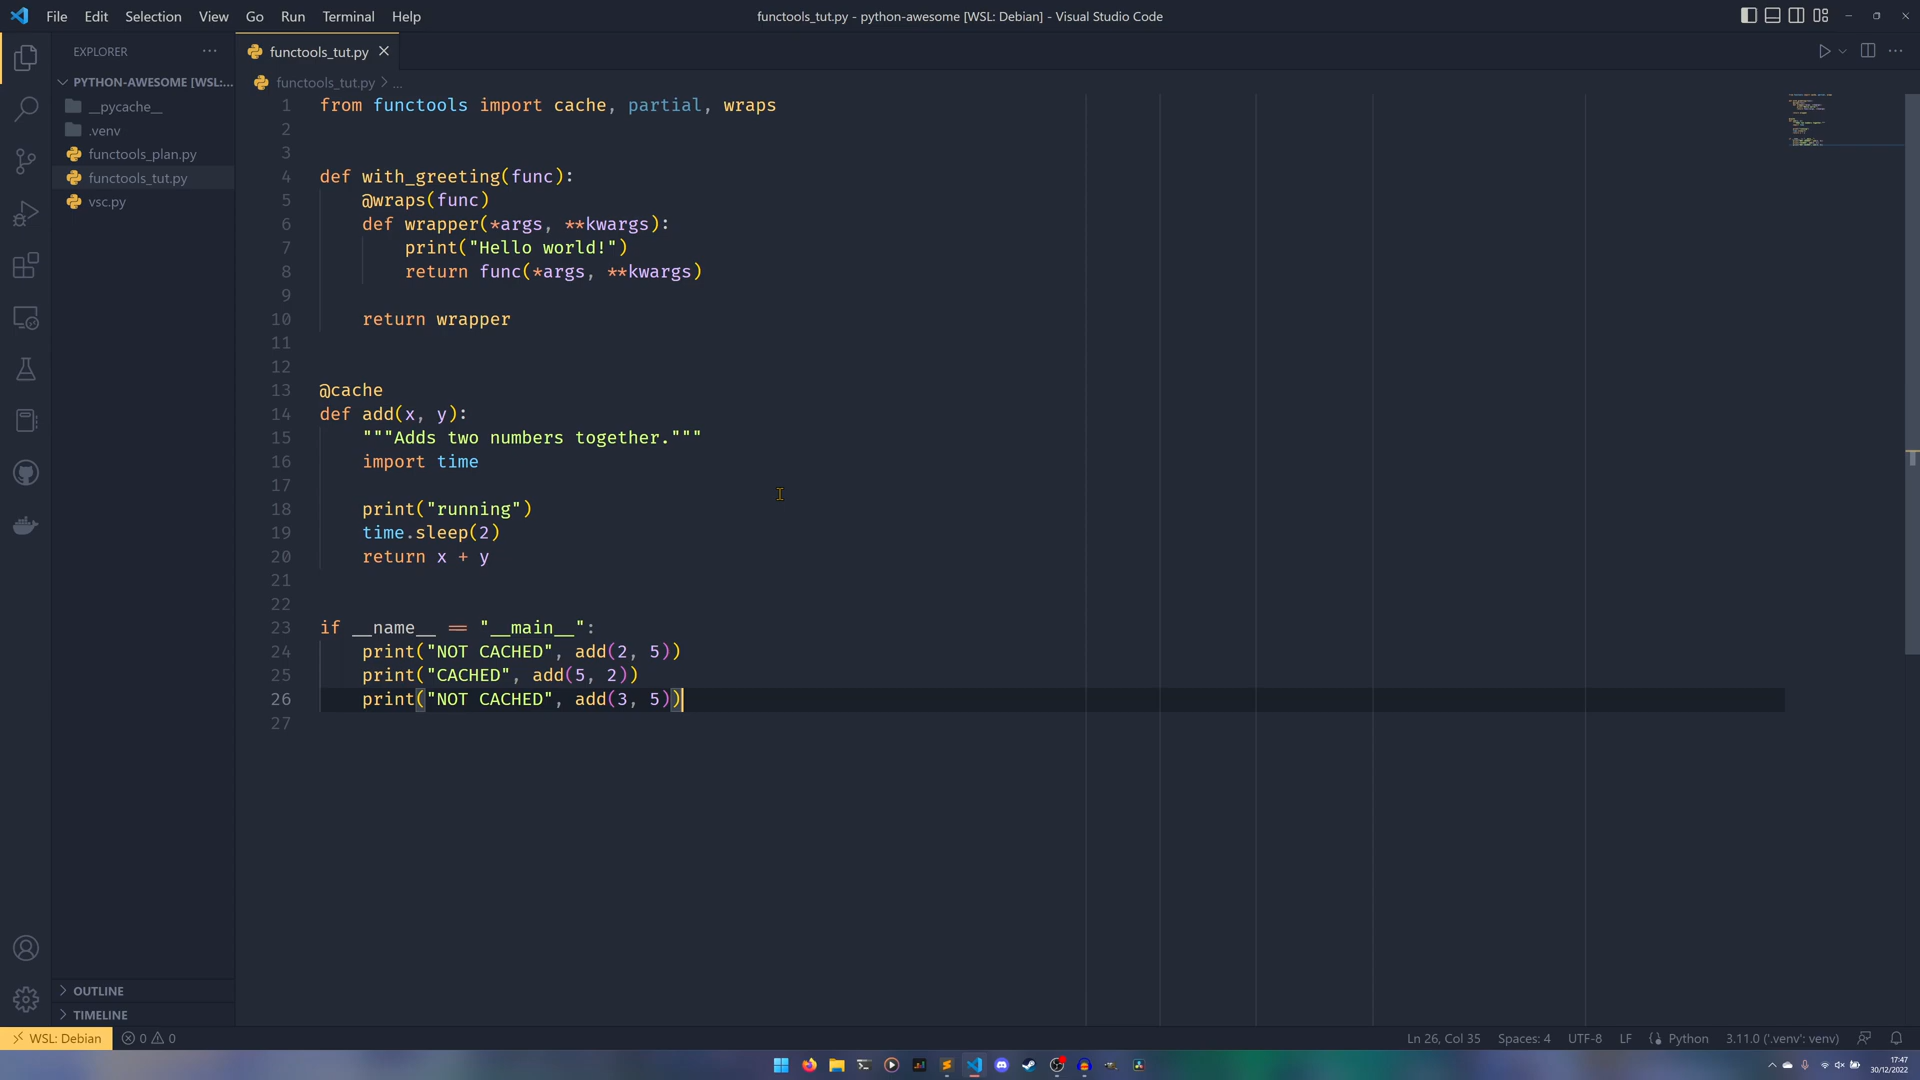 File Edit Selection View Go Run Terminal Help
functools_tut.py - python-awesome [WSL: Debian] - Visual Studio Code
EXPLORER
PYTHON-AWESOME [WSL:...
__pycache__
.venv
functools_plan.py
functools_tut.py
vsc.py
OUTLINE
TIMELINE
functools_tut.py
functools_tut.py > ...
1 from functools import cache, partial, wraps
2
3
4 def with_greeting(func):
5 @wraps(func)
6 def wrapper(*args, **kwargs):
7 print("Hello world!")
8 return func(*args, **kwargs)
9
10 return wrapper
11
12
13 @cache
14 def add(x, y):
15 """Adds two numbers together."""
16 import time
17
18 print("running")
19 time.sleep(2)
20 return x + y
21
22
23 if __name__ == "__main__":
24 print("NOT CACHED", add(2, 5))
25 print("CACHED", add(5, 2))
26 print("NOT CACHED", add(3, 5))
27
WSL: Debian 0 0 Ln 26, Col 35 Spaces: 4 UTF-8 LF Python 3.11.0 ('.venv': venv)
17:47
30/12/2022